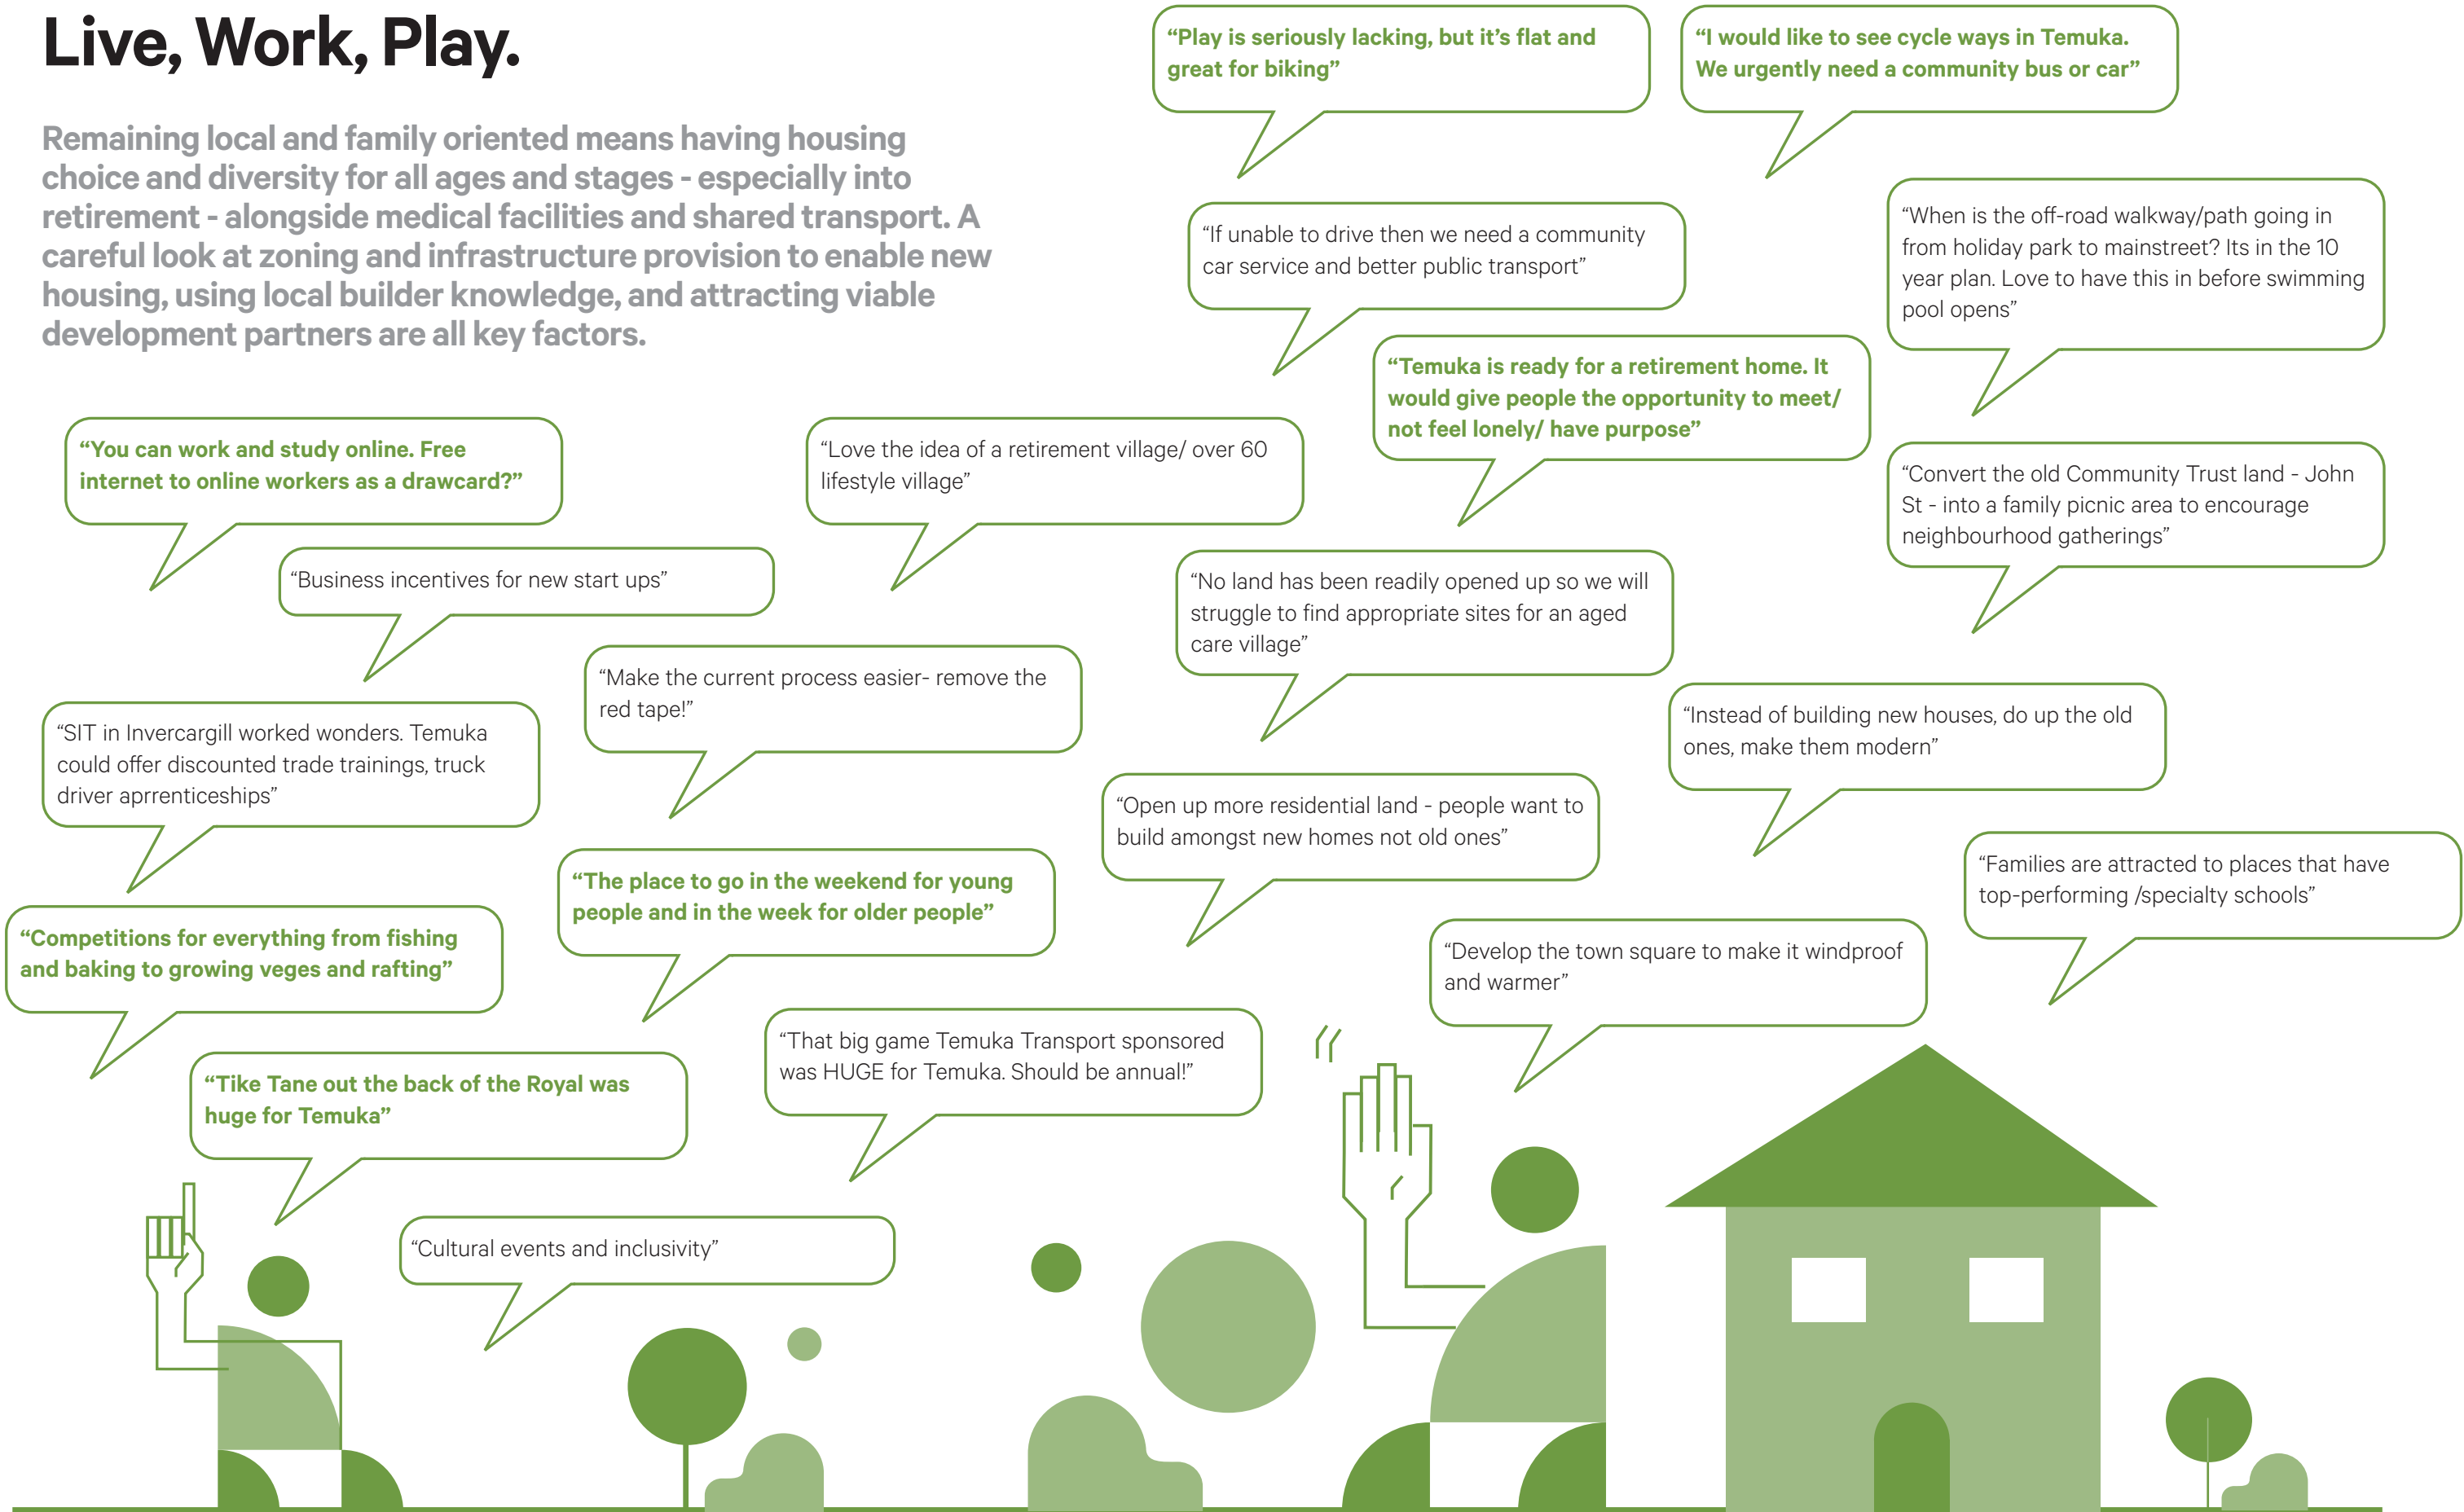 Live, Work, Play.
Remaining local and family oriented means having housing
choice and diversity for all ages and stages - especially into
retirement - alongside medical facilities and shared transport. A
careful look at zoning and infrastructure provision to enable new
housing, using local builder knowledge, and attracting viable
development partners are all key factors.
“Play is seriously lacking, but it’s flat and
great for biking”
“I would like to see cycle ways in Temuka.
We urgently need a community bus or car”
“If unable to drive then we need a community
car service and better public transport”
“When is the off-road walkway/path going in
from holiday park to mainstreet? Its in the 10
year plan. Love to have this in before swimming
pool opens”
“Temuka is ready for a retirement home. It
would give people the opportunity to meet/
not feel lonely/ have purpose”
“You can work and study online. Free
internet to online workers as a drawcard?”
“Love the idea of a retirement village/ over 60
lifestyle village”
“Convert the old Community Trust land - John
St - into a family picnic area to encourage
neighbourhood gatherings”
“Business incentives for new start ups”
“No land has been readily opened up so we will
struggle to find appropriate sites for an aged
care village”
“Make the current process easier- remove the
red tape!”
“SIT in Invercargill worked wonders. Temuka
could offer discounted trade trainings, truck
driver aprrenticeships”
“Instead of building new houses, do up the old
ones, make them modern”
“Open up more residential land - people want to
build amongst new homes not old ones”
“Families are attracted to places that have
top-performing /specialty schools”
“The place to go in the weekend for young
people and in the week for older people”
“Competitions for everything from fishing
and baking to growing veges and rafting”
“Develop the town square to make it windproof
and warmer”
“That big game Temuka Transport sponsored
was HUGE for Temuka. Should be annual!”
“Tike Tane out the back of the Royal was
huge for Temuka”
“Cultural events and inclusivity”